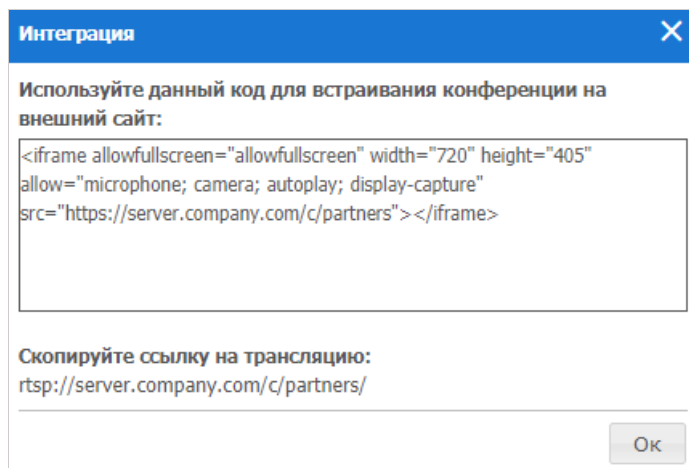 Интеграция
Используйте данный код для встраивания конференции на
внешний сайт:
<iframe allowfullscreen="allowfullscreen" width="720" height="405"
allow="microphone; camera; autoplay; display-capture"
src="https://server.company.com/c/partners"></iframe>
Скопируйте ссылку на трансляцию:
rtsp://server.company.com/c/partners/
Ок